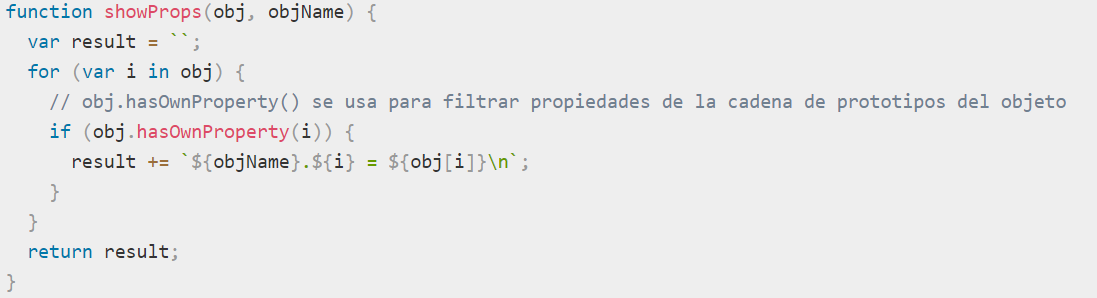 function showProps(obj, objName) {
  var result = ``;
  for (var i in obj) {
    // obj.hasOwnProperty() se usa para filtrar propiedades de la cadena de prototipos del objeto
    if (obj.hasOwnProperty(i)) {
      result += `${objName}.${i} = ${obj[i]}\n`;
    }
  }
  return result;
}